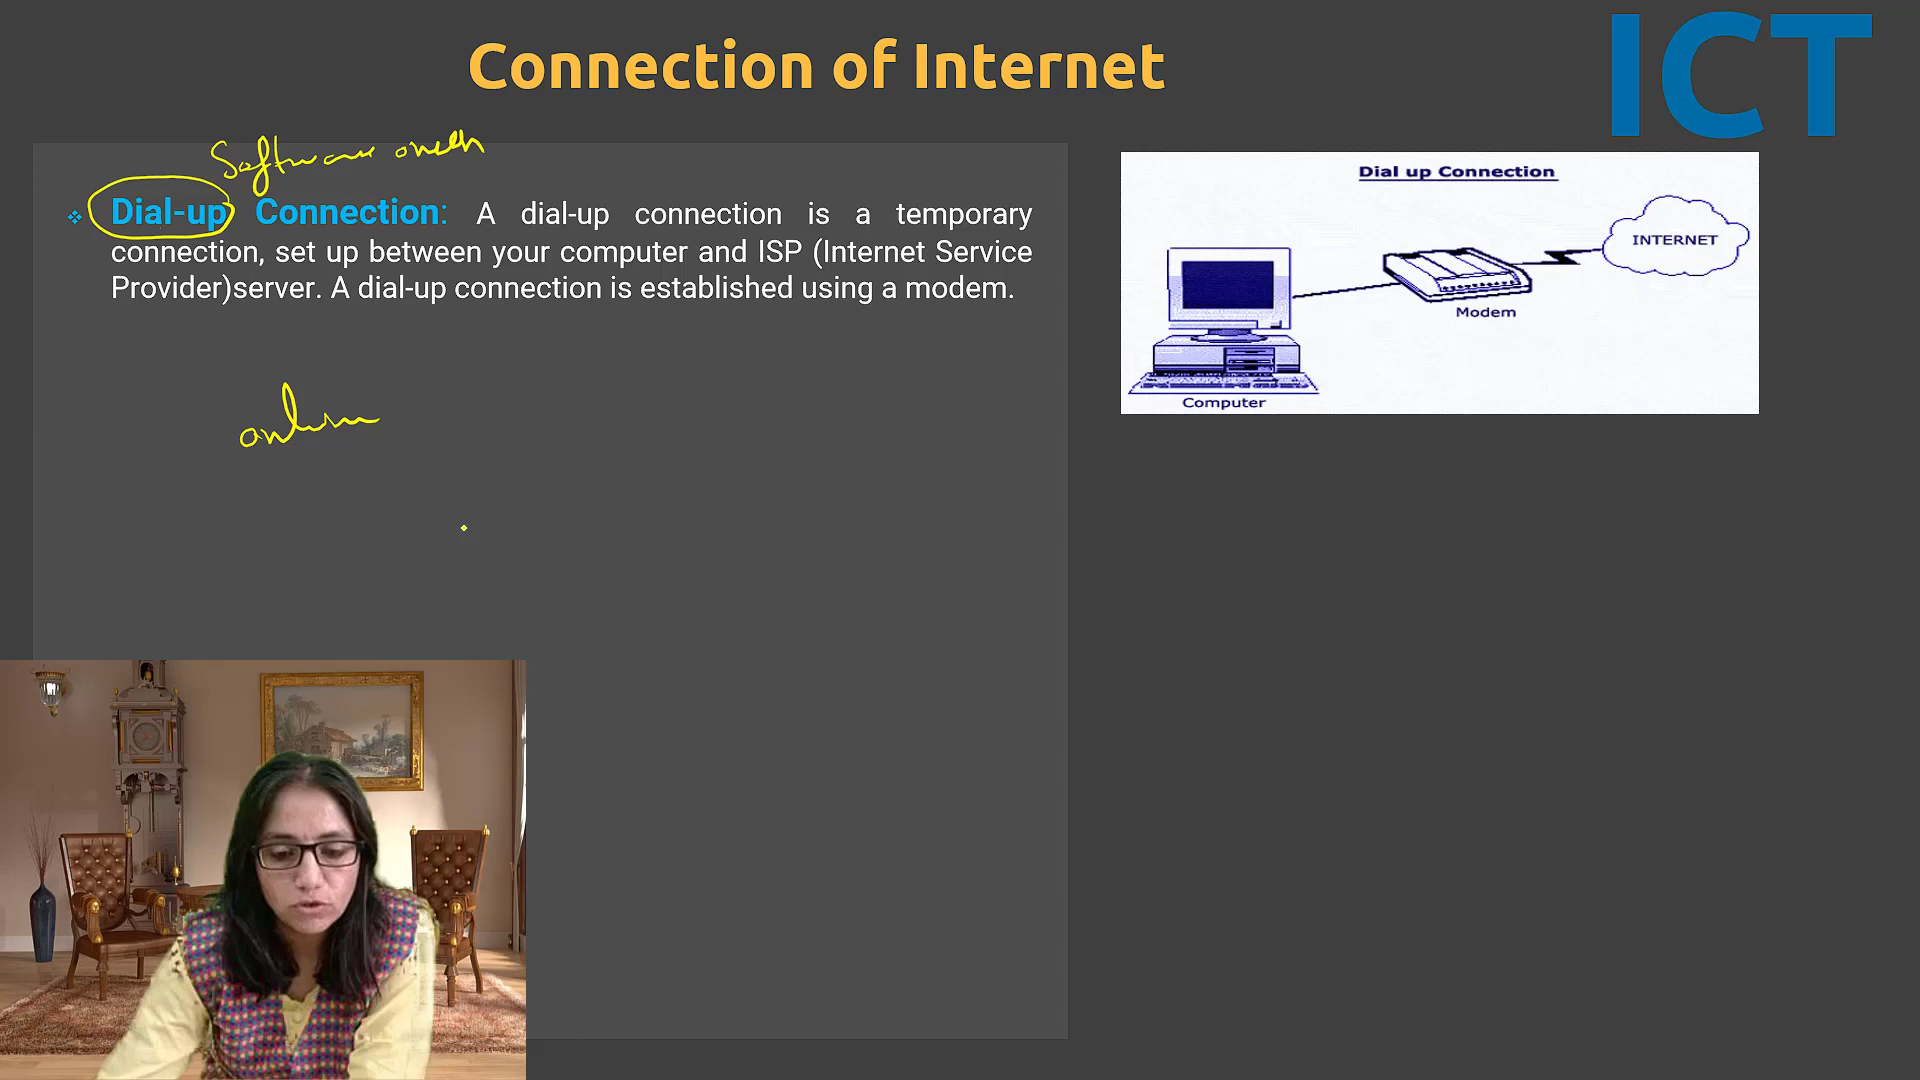 Connection of Internet
ICT
Software
Dial-up Connection: A dial-up connection is a temporary
connection, set up between your computer and ISP (Internet Service
Provider)server. A dial-up connection is established using a modem.
Dial up Connection
INTERNET
Modem
Computer